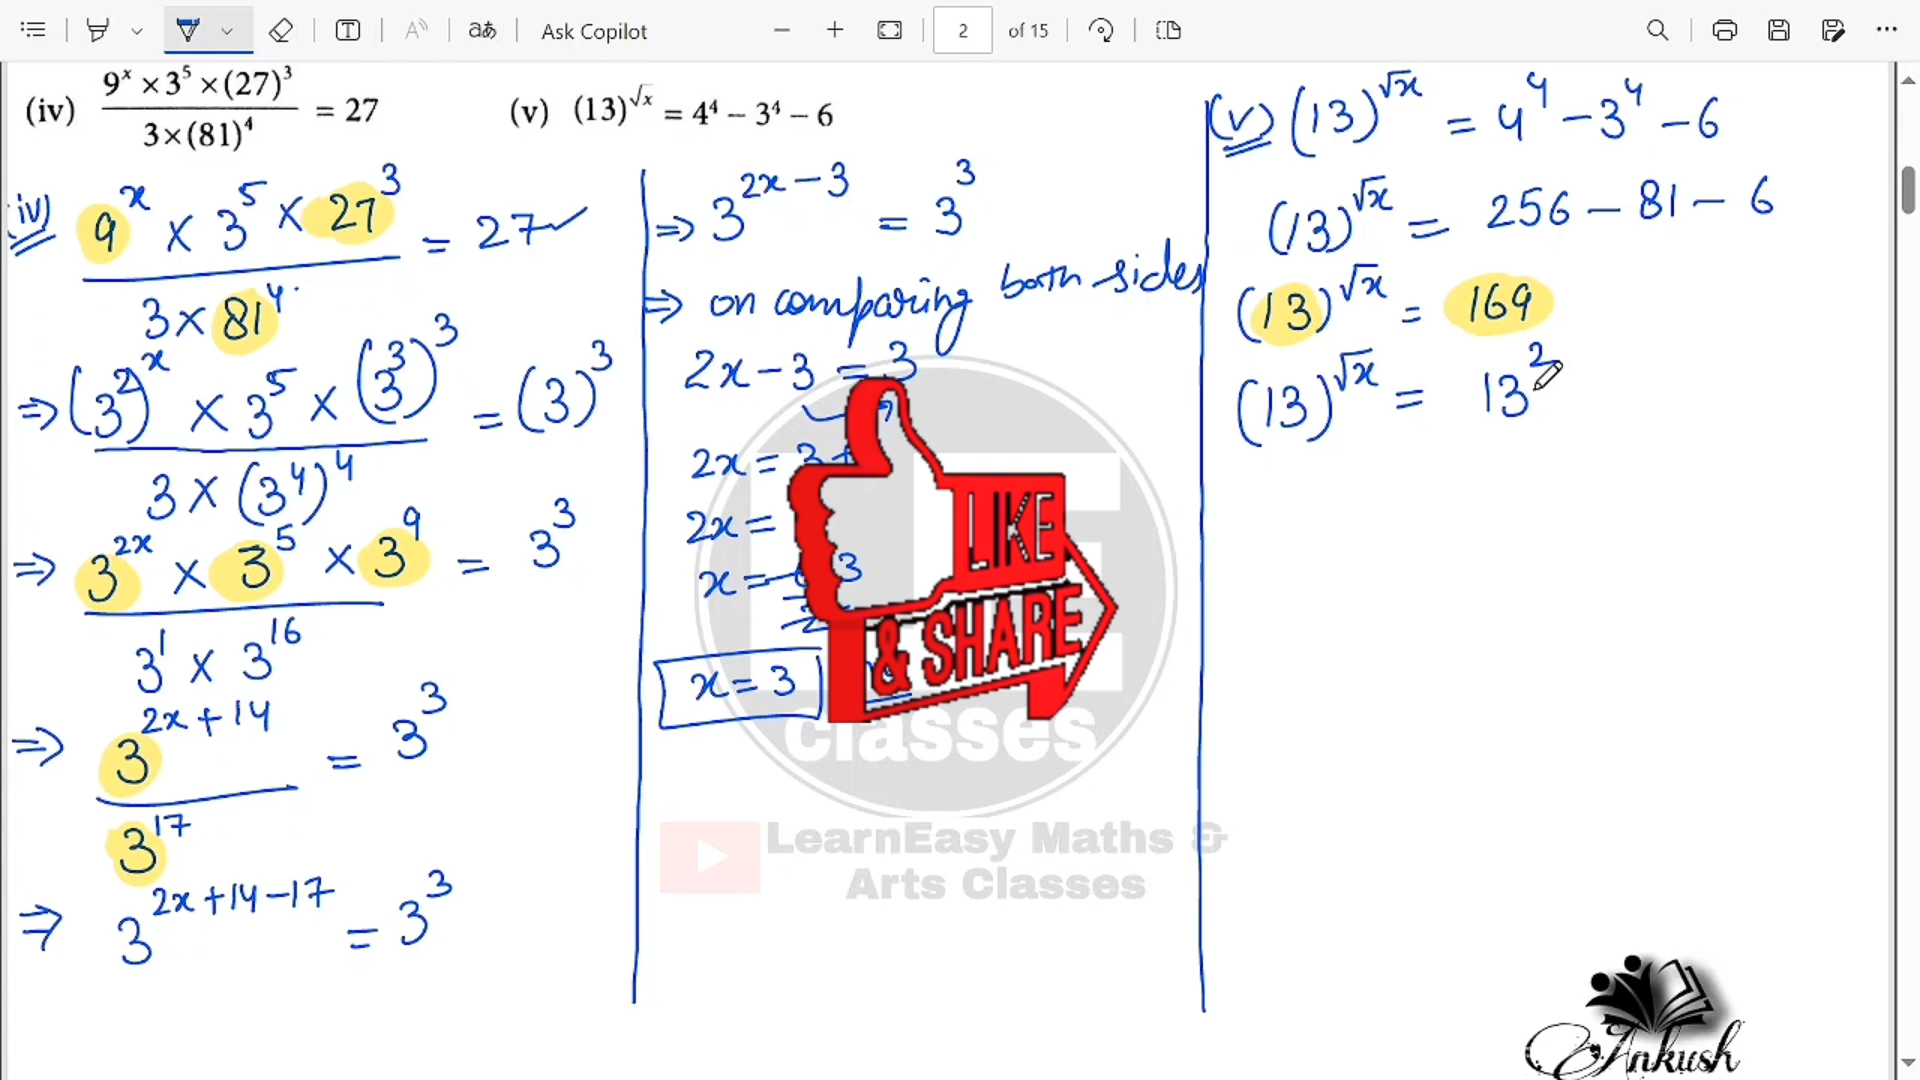 Ask Copilot 2 of 15
(iv) 9^x × 3^5 × (27)^3 / 3 × (81)^4 = 27
(v) (13)^√x = 4^4 − 3^4 − 6
(iv) 9^x × 3^5 × 27^3 / 3 × 81^4 = 27 ✓
⇒ (3^2)^x × 3^5 × (3^3)^3 / 3 × (3^4)^4 = (3)^3
⇒ 3^2x × 3^5 × 3^9 / 3^1 × 3^16 = 3^3
⇒ 3^2x+14 / 3^17 = 3^3
⇒ 3^2x+14−17 = 3^3
⇒ 3^2x−3 = 3^3
⇒ on comparing both sides
2x − 3 = 3
2x = 3+
2x =
x = 3
x = 3
(v) (13)^√x = 4^4 − 3^4 − 6
(13)^√x = 256 − 81 − 6
(13)^√x = 169
(13)^√x = 13^2
LIKE
& SHARE
Classes
LearnEasy Maths &
Arts Classes
Ankush